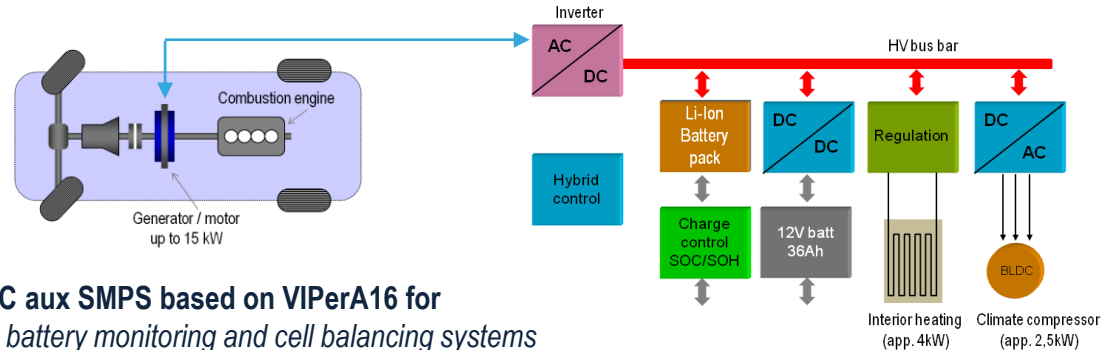 Inverter
AC
DC
HV bus bar
Combustion engine
Generator / motor
up to 15 kW
Hybrid
control
Li-Ion
Battery
pack
DC
DC
Regulation
DC
AC
Charge
control
SOC/SOH
12V batt
36Ah
BLDC
Interior heating
(app. 4kW)
Climate compressor
(app. 2,5kW)
C aux SMPS based on VIPerA16 for
battery monitoring and cell balancing systems